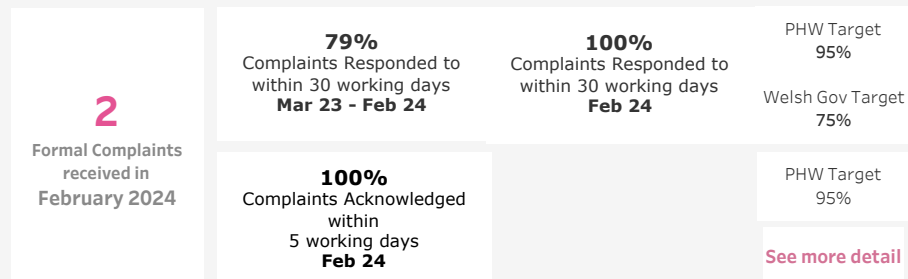 2
Formal Complaints
received in
February 2024
79%
Complaints Responded to
within 30 working days
Mar 23 - Feb 24
100%
Complaints Responded to
within 30 working days
Feb 24
PHW Target
95%
Welsh Gov Target
75%
100%
Complaints Acknowledged
within
5 working days
Feb 24
PHW Target
95%
See more detail